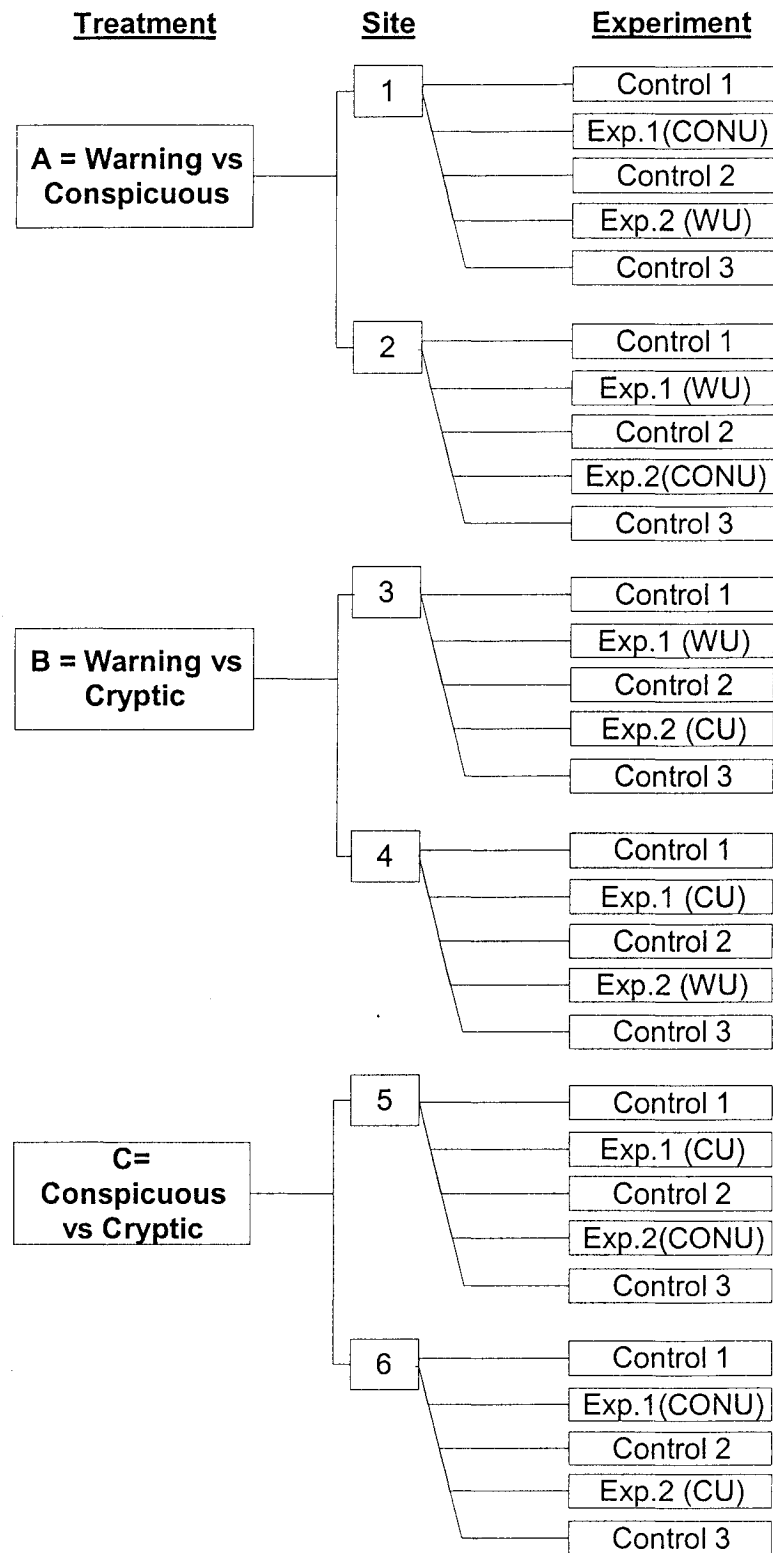 Treatment Site Experiment
A = Warning vs
Conspicuous
1
Control 1
Exp.1(CONU)
Control 2
Exp.2 (WU)
Control 3
2
Control 1
Exp.1 (WU)
Control 2
Exp.2(CONU)
Control 3
B = Warning vs
Cryptic
3
Control 1
Exp.1 (WU)
Control 2
Exp.2 (CU)
Control 3
4
Control 1
Exp.1 (CU)
Control 2
Exp.2 (WU)
Control 3
C=
Conspicuous
vs Cryptic
5
Control 1
Exp.1 (CU)
Control 2
Exp.2(CONU)
Control 3
6
Control 1
Exp.1(CONU)
Control 2
Exp.2 (CU)
Control 3